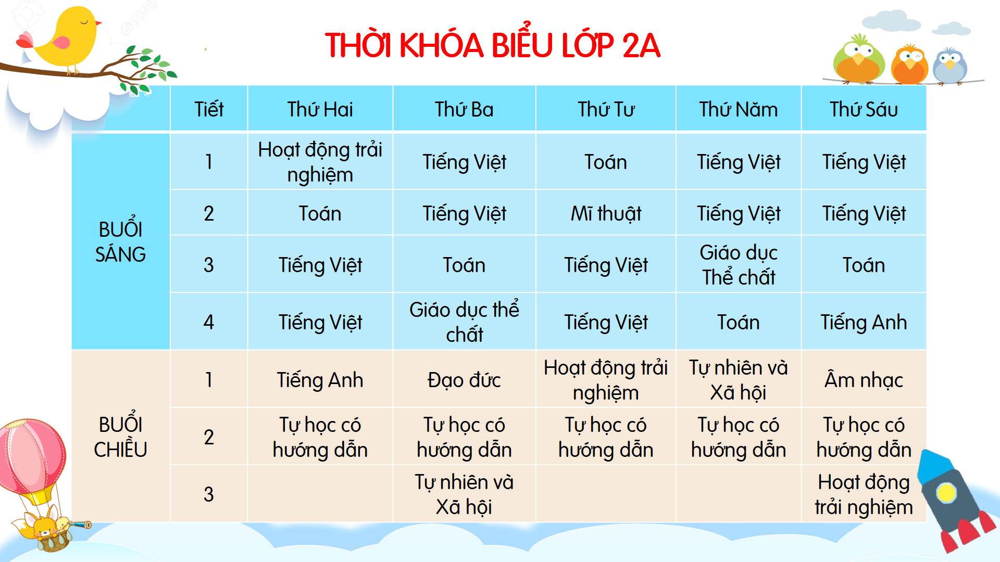 THỜI KHÓA BIỂU LỚP 2A
Tiết Thứ Hai Thứ Ba Thứ Tư Thứ Năm Thứ Sáu
BUỔI
SÁNG
1 Hoạt động trải
nghiệm Tiếng Việt Toán Tiếng Việt Tiếng Việt
2 Toán Tiếng Việt Mĩ thuật Tiếng Việt Tiếng Việt
3 Tiếng Việt Toán Tiếng Việt Giáo dục
Thể chất Toán
4 Tiếng Việt Giáo dục thể
chất Tiếng Việt Toán Tiếng Anh
BUỔI
CHIỀU
1 Tiếng Anh Đạo đức Hoạt động trải
nghiệm Tự nhiên và
Xã hội Âm nhạc
2 Tự học có
hướng dẫn Tự học có
hướng dẫn Tự học có
hướng dẫn Tự học có
hướng dẫn Tự học có
hướng dẫn
3 Tự nhiên và
Xã hội Hoạt động
trải nghiệm